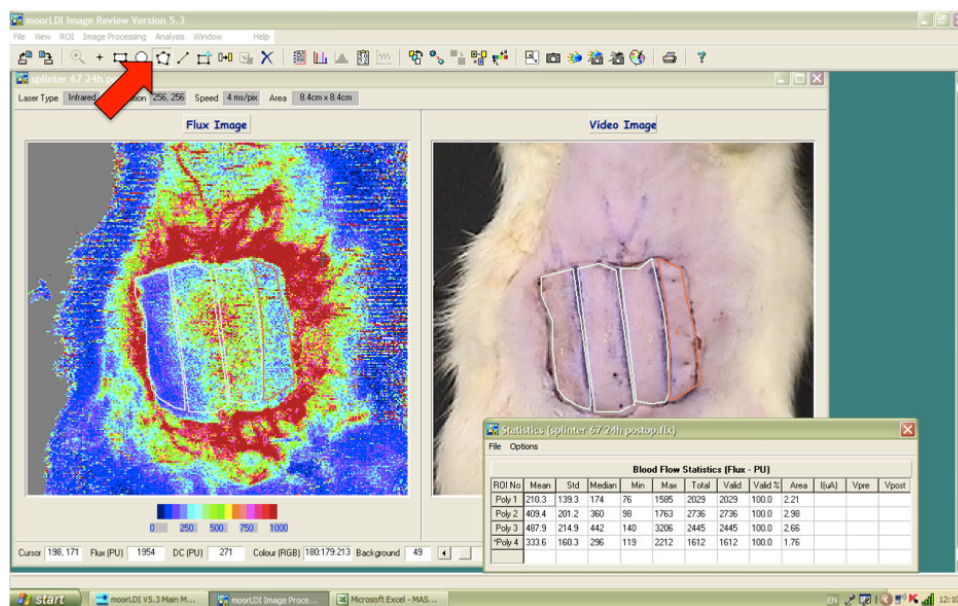 moorLDI Image Review Version 5.3
File View ROI Image Processing Analysis Window Help
splinter 67 24h
Laser Type Infrared 256, 256 Speed 4 ms/pix Area 8.4cm x 8.4cm
Flux Image
Video Image
1
1 2 3
0 250 500 750 1000
Statistics (splinter 67 24h postop.flx)
File Options
Blood Flow Statistics (Flux - PU)
ROI No Mean Std Median Min Max Total Valid Valid % Area I(uA) Vpre Vpost
Poly 1 210.3 139.3 174 76 1585 2029 2029 100.0 2.21
Poly 2 409.4 201.2 360 98 1763 2736 2736 100.0 2.98
Poly 3 487.9 214.9 442 140 3206 2445 2445 100.0 2.66
*Poly 4 333.6 160.3 296 119 2212 1612 1612 100.0 1.76
Cursor 198, 171 Flux (PU) 1954 DC (PU) 271 Colour (RGB) 180:179:213 Background 49
start moorLDI V5.3 Main M... moorLDI Image Proce... Microsoft Excel - MAS... EN 12:10